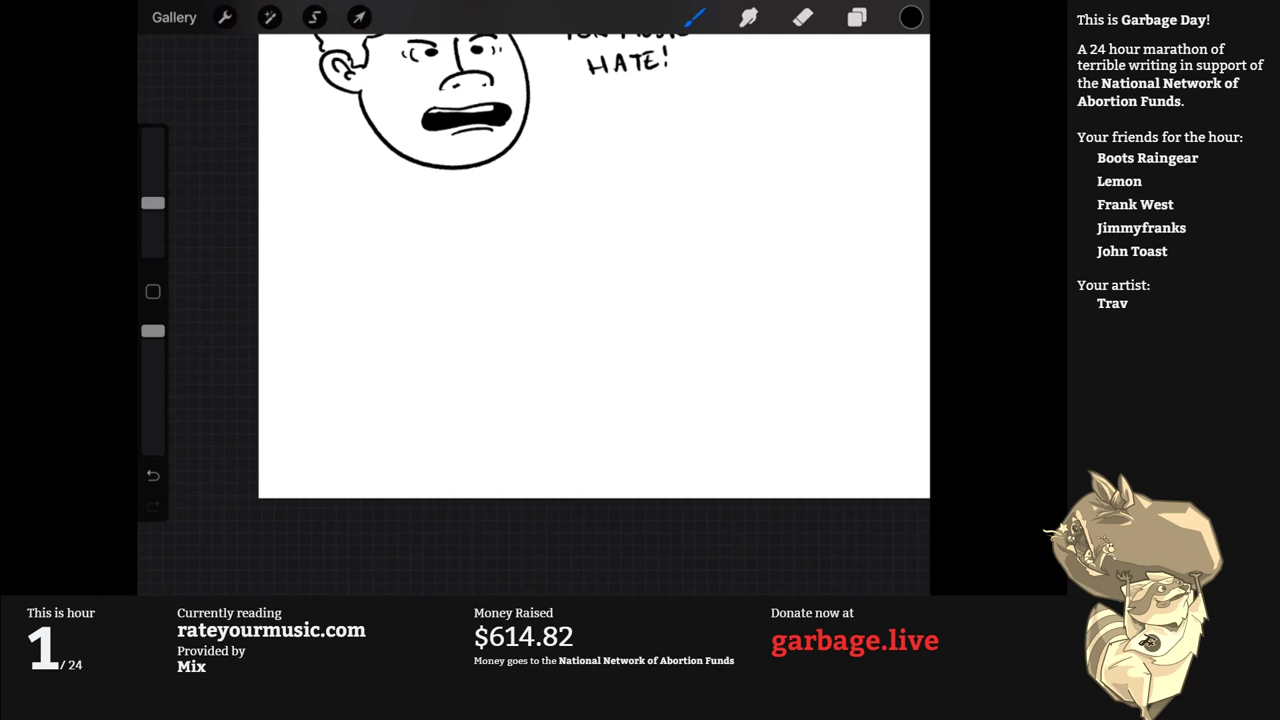 Gallery
HATE!
This is Garbage Day!
A 24 hour marathon of
terrible writing in support of
the National Network of
Abortion Funds.
Your friends for the hour:
Boots Raingear
Lemon
Frank West
Jimmyfranks
John Toast
Your artist:
Trav
This is hour
1/ 24
Currently reading
rateyourmusic.com
Provided by
Mix
Money Raised
$614.82
Money goes to the National Network of Abortion Funds
Donate now at
garbage.live